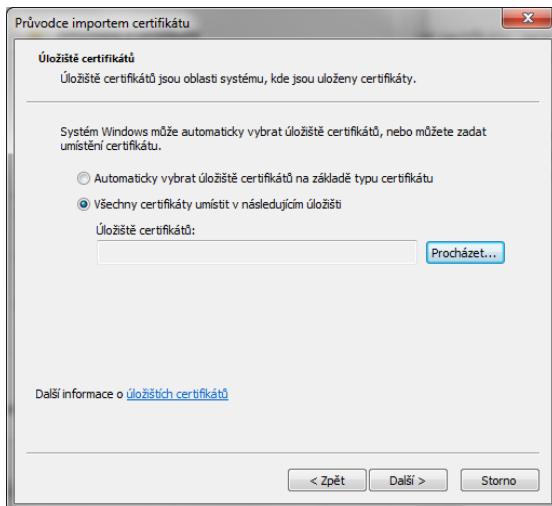 Průvodce importem certifikátu
Úložiště certifikátů
Úložiště certifikátů jsou oblasti systému, kde jsou uloženy certifikáty.
Systém Windows může automaticky vybrat úložiště certifikátů, nebo můžete zadat
umístění certifikátu.
Automaticky vybrat úložiště certifikátů na základě typu certifikátu
Všechny certifikáty umístit v následujícím úložišti
Úložiště certifikátů:
Procházet...
Další informace o úložištích certifikátů
< Zpět Další > Storno